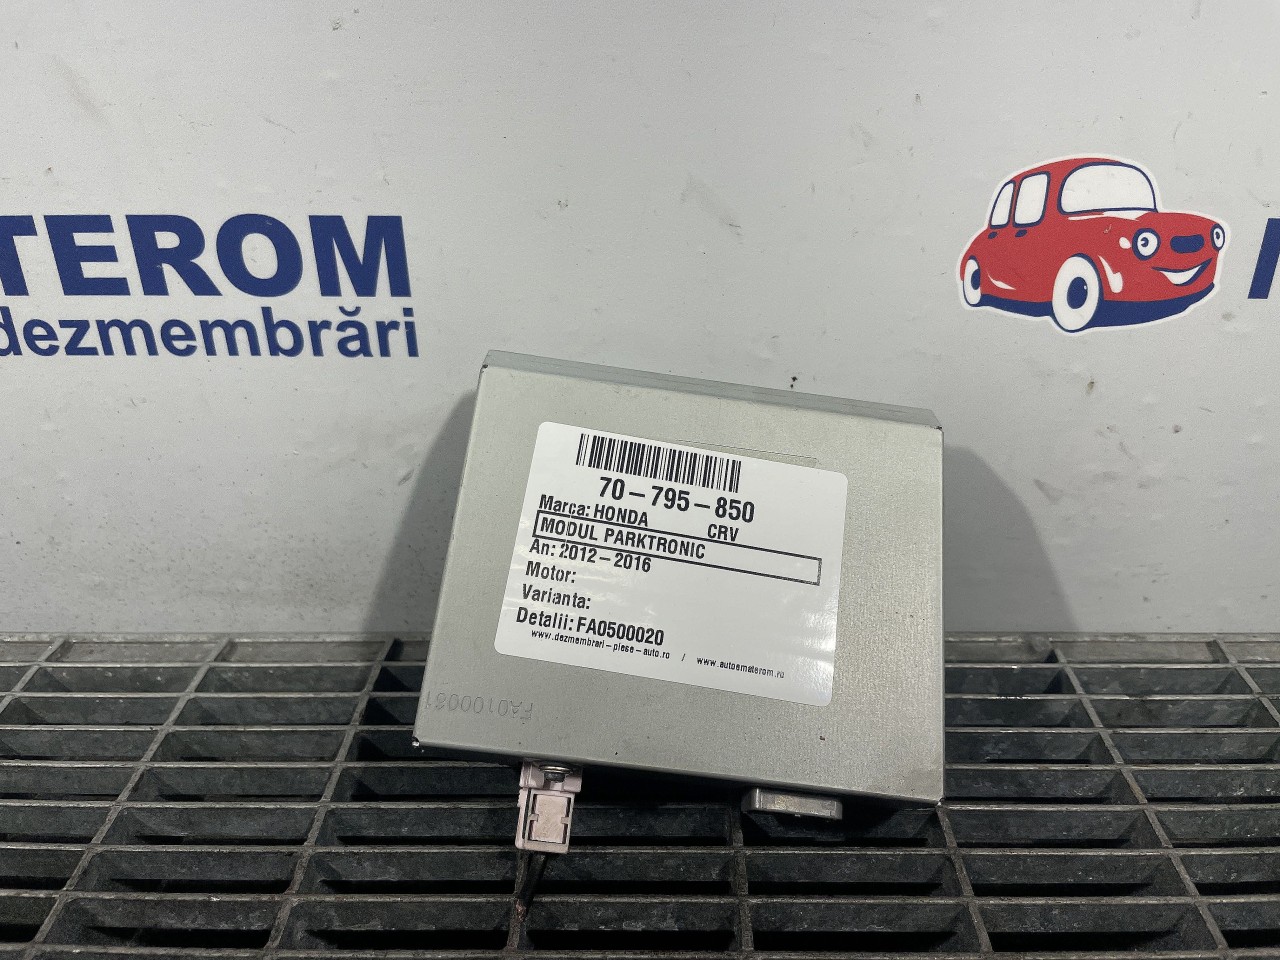 TEROM
dezmembrări
70-795-850
Marca: HONDA CRV
MODUL PARKTRONIC
An: 2012-2016
Motor:
Varianta:
Detalii: FA0500020
www.dezmembrari-piese-auto.ro / www.autoematerom.ro